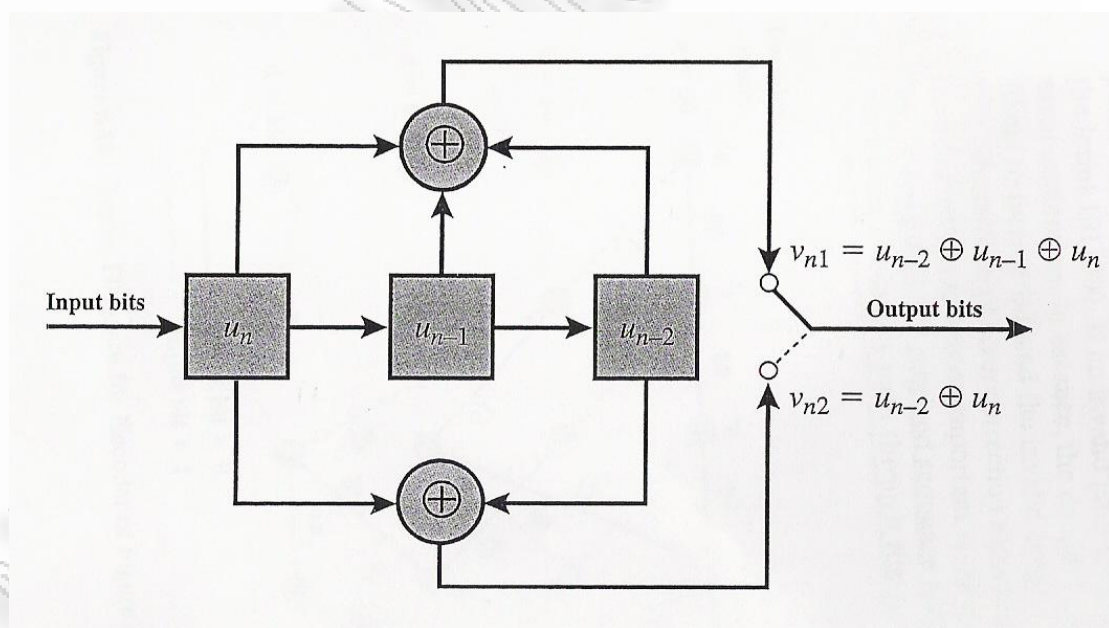 v_{n1} = u_{n–2} ⊕ u_{n–1} ⊕ u_n
Input bits
u_n
u_{n–1}
u_{n–2}
Output bits
v_{n2} = u_{n–2} ⊕ u_n